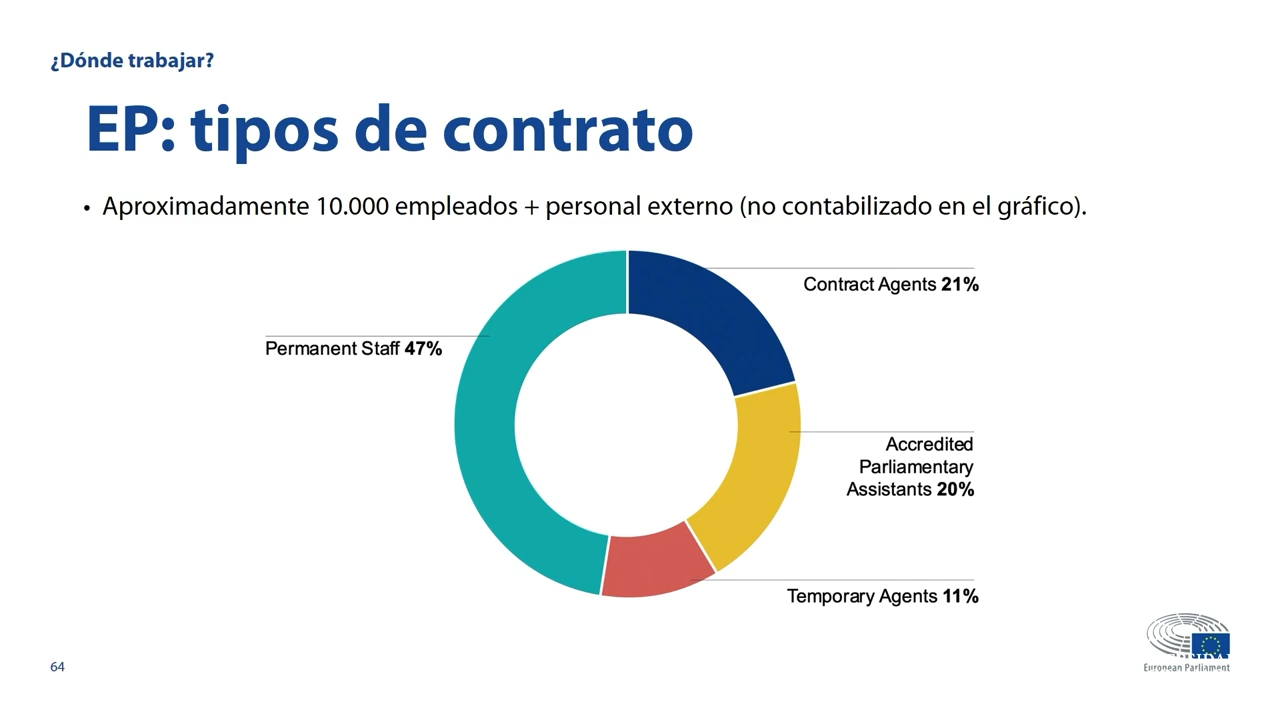 ¿Dónde trabajar?
EP: tipos de contrato
• Aproximadamente 10.000 empleados + personal externo (no contabilizado en el gráfico).
Contract Agents 21%
Permanent Staff 47%
Accredited
Parliamentary
Assistants 20%
Temporary Agents 11%
64
European Parliament